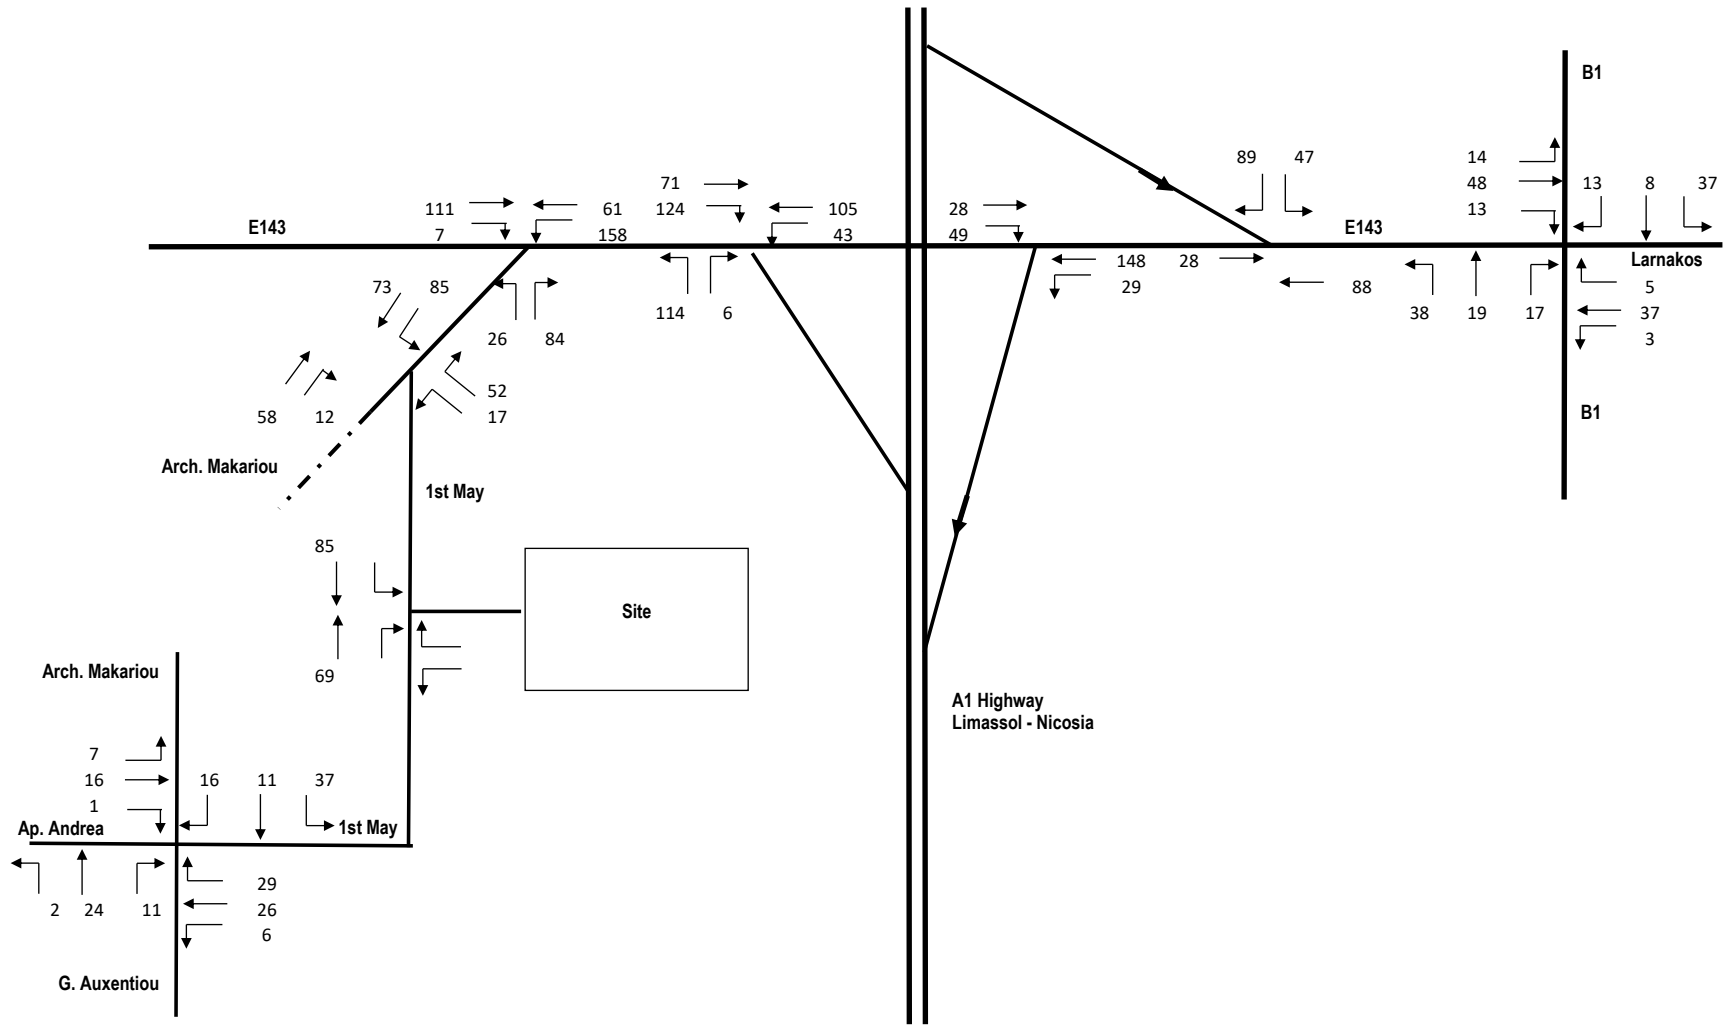 B1
89 47
14
71
48 13 8 37
111 61 124 105 28 13
E143 7 158 43 49 E143
148 28 Larnakos
73 85 29 88 5
26 84 114 6 38 19 17 37
3
52
58 12 17
B1
Arch. Makariou
1st May
85
Site
Arch. Makariou 69
A1 Highway
Limassol - Nicosia
7
16 16 11 37
1
Ap. Andrea 1st May
29
2 24 11 26
6
G. Auxentiou